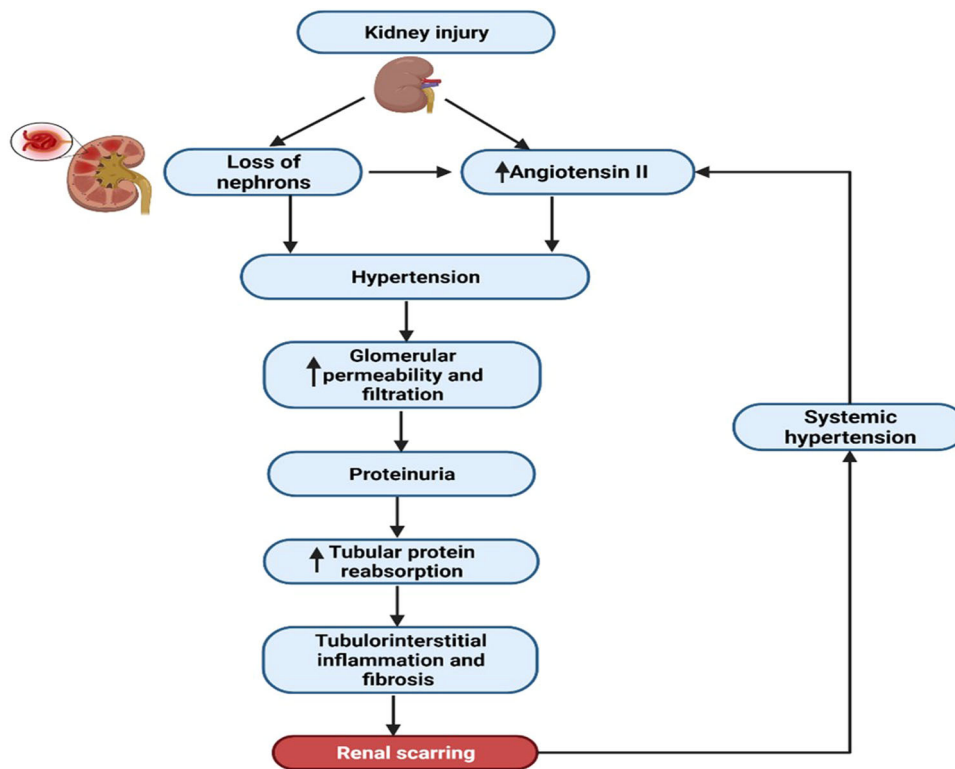 Kidney injury
Loss of
nephrons
↑Angiotensin II
Hypertension
↑ Glomerular
permeability and
filtration
Proteinuria
↑ Tubular protein
reabsorption
Tubulorinterstitial
inflammation and
fibrosis
Renal scarring
Systemic
hypertension